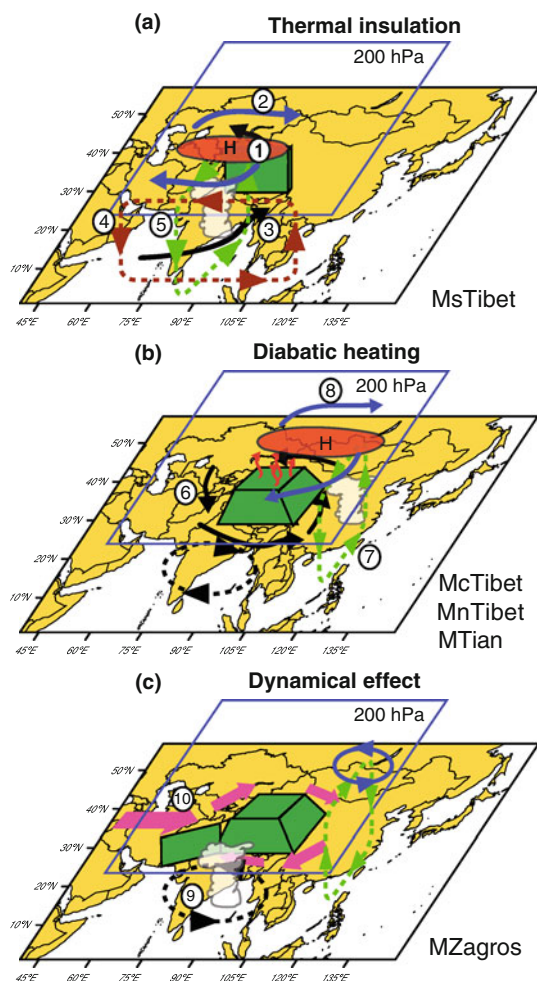 (a) Thermal insulation
200 hPa
50°N
2
40°N
H
1
30°N
4
5
3
20°N
10°N
MsTibet
45°E 60°E 75°E 90°E 105°E 120°E 135°E
(b) Diabatic heating
8
200 hPa
50°N
H
40°N
6
30°N
20°N
7
10°N
McTibet
MnTibet
MTian
45°E 60°E 75°E 90°E 105°E 120°E 135°E
(c) Dynamical effect
200 hPa
50°N
10
40°N
30°N
9
20°N
10°N
MZagros
45°E 60°E 75°E 90°E 105°E 120°E 135°E